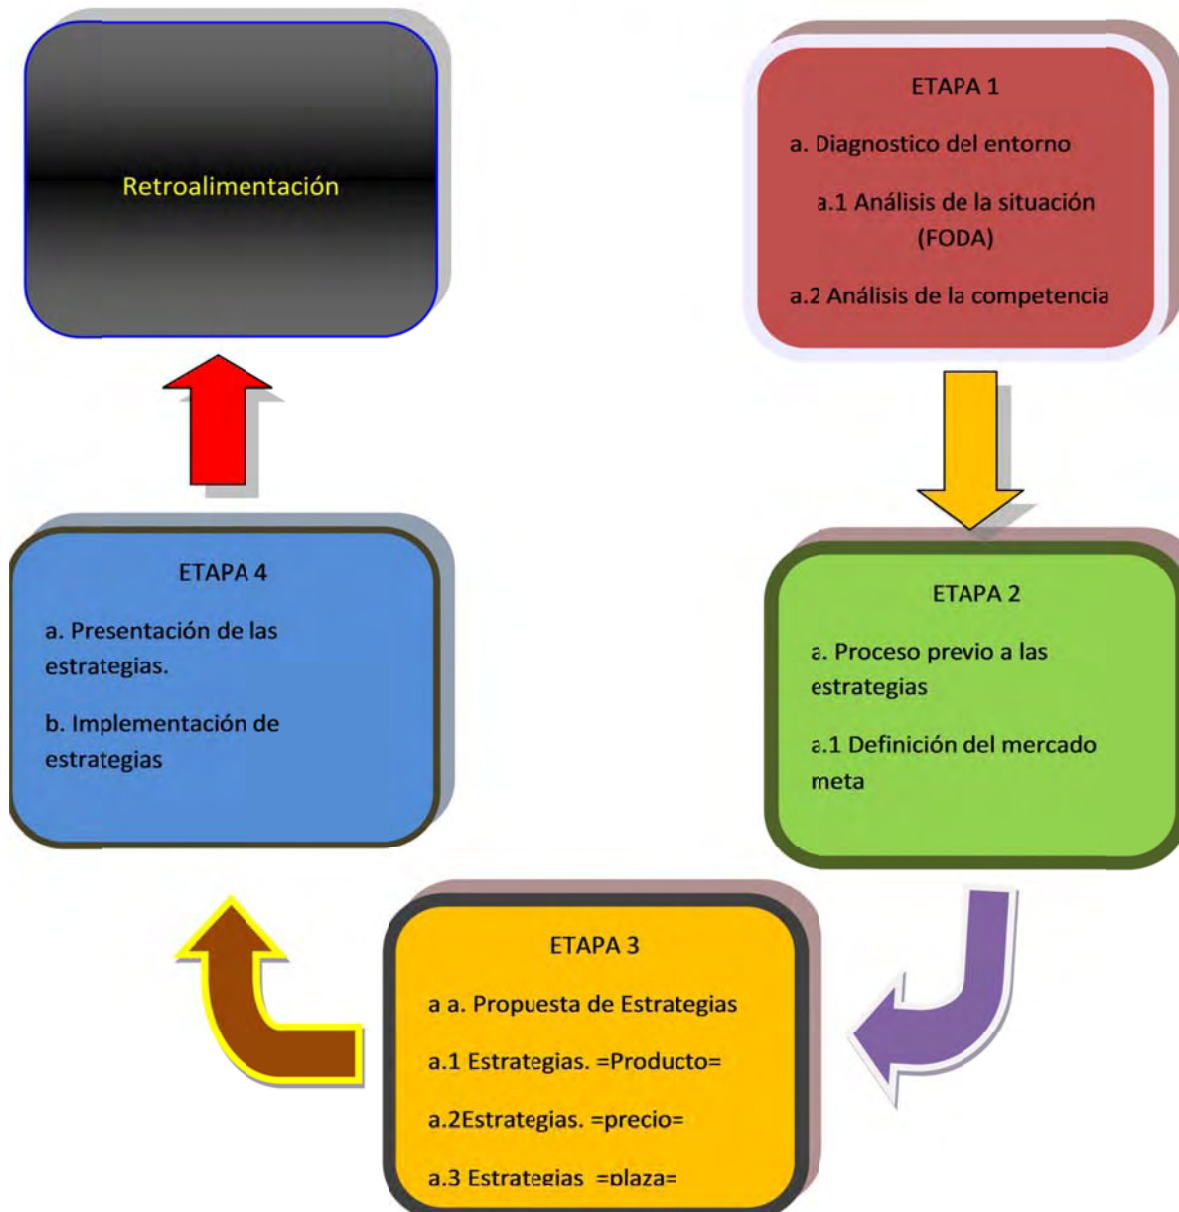 Retroalimentación
ETAPA 1
a. Diagnostico del entorno
a.1 Análisis de la situación
(FODA)
a.2 Análisis de la competencia
ETAPA 2
a. Proceso previo a las
estrategias
a.1 Definición del mercado
meta
ETAPA 3
a a. Propuesta de Estrategias
a.1 Estrategias. =Producto=
a.2Estrategias. =precio=
a.3 Estrategias =plaza=
ETAPA 4
a. Presentación de las
estrategias.
b. Implementación de
estrategias